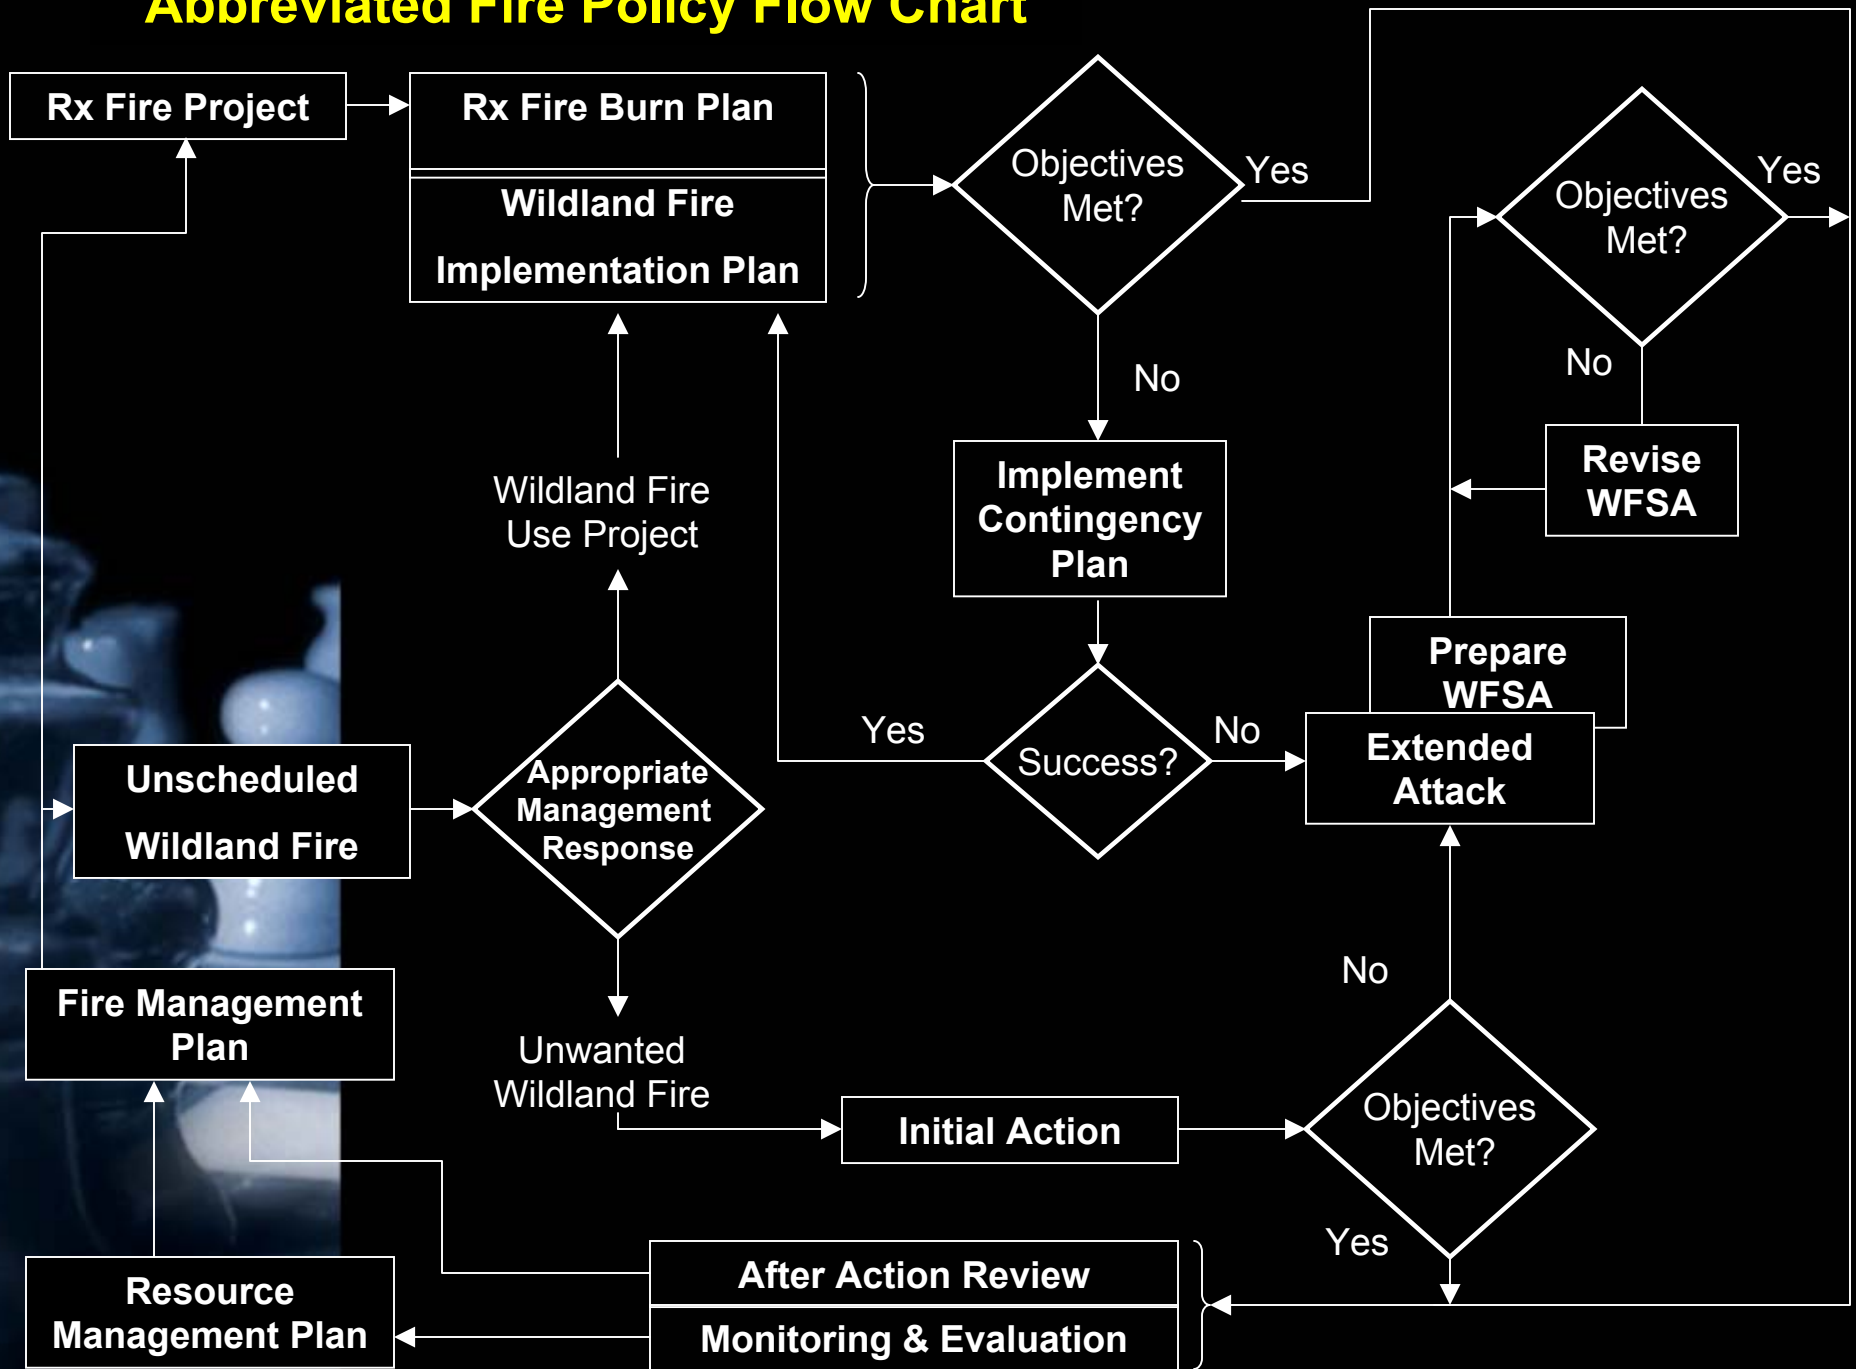 Abbreviated Fire Policy Flow Chart
Rx Fire Project
Rx Fire Burn Plan
Wildland Fire
Implementation Plan
Objectives
Met?
Yes
Objectives
Met?
Yes
No
No
Implement
Contingency
Plan
Revise
WFSA
Wildland Fire
Use Project
Prepare
WFSA
Extended
Attack
Yes
Success?
No
Unscheduled
Wildland Fire
Appropriate
Management
Response
Fire Management
Plan
No
Unwanted
Wildland Fire
Initial Action
Objectives
Met?
Yes
Resource
Management Plan
After Action Review
Monitoring & Evaluation